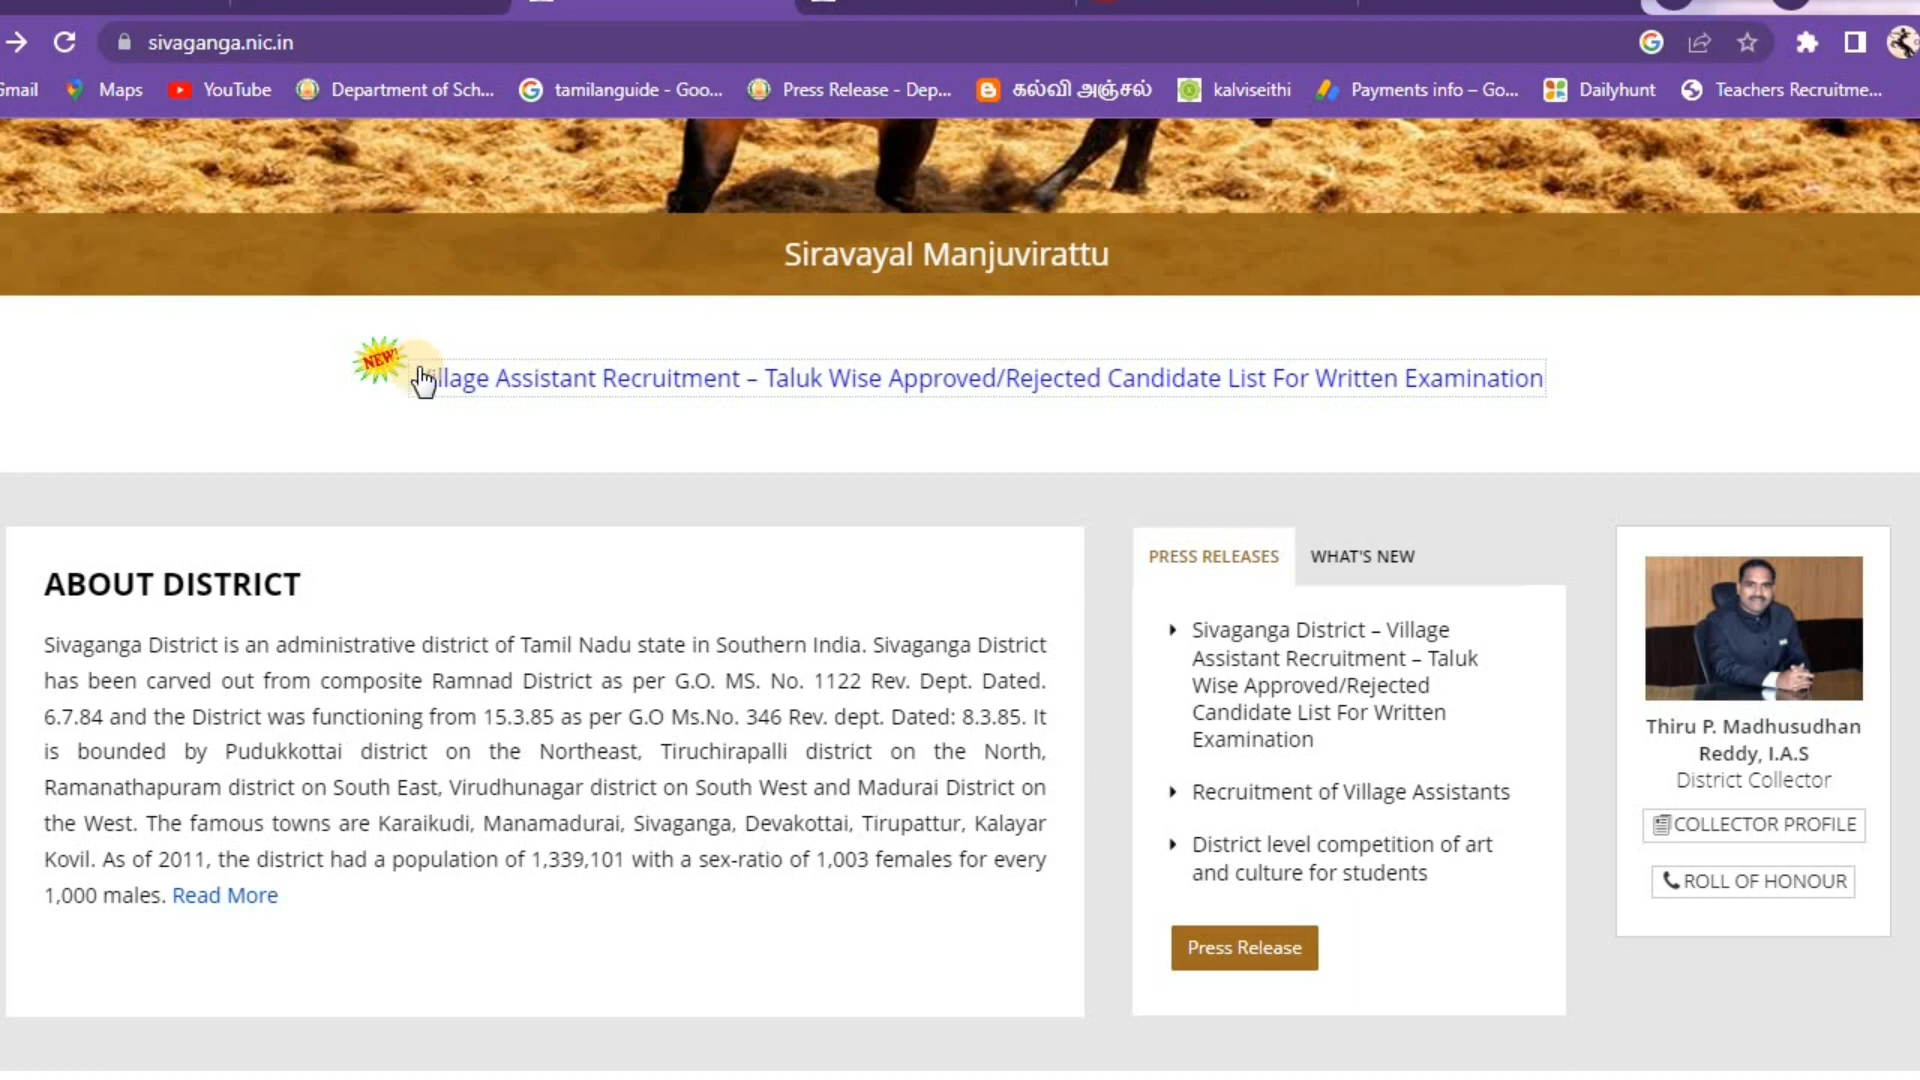 sivaganga.nic.in
Gmail Maps YouTube Department of Sch... tamilanguide - Goo... Press Release - Dep... கல்வி அஞ்சல் kalviseithi Payments info – Go... Dailyhunt Teachers Recruitme...
Siravayal Manjuvirattu
NEW!
Village Assistant Recruitment – Taluk Wise Approved/Rejected Candidate List For Written Examination
ABOUT DISTRICT
Sivaganga District is an administrative district of Tamil Nadu state in Southern India. Sivaganga District
has been carved out from composite Ramnad District as per G.O. MS. No. 1122 Rev. Dept. Dated.
6.7.84 and the District was functioning from 15.3.85 as per G.O Ms.No. 346 Rev. dept. Dated: 8.3.85. It
is bounded by Pudukkottai district on the Northeast, Tiruchirapalli district on the North,
Ramanathapuram district on South East, Virudhunagar district on South West and Madurai District on
the West. The famous towns are Karaikudi, Manamadurai, Sivaganga, Devakottai, Tirupattur, Kalayar
Kovil. As of 2011, the district had a population of 1,339,101 with a sex-ratio of 1,003 females for every
1,000 males. Read More
PRESS RELEASES WHAT'S NEW
Sivaganga District – Village
Assistant Recruitment – Taluk
Wise Approved/Rejected
Candidate List For Written
Examination
Recruitment of Village Assistants
District level competition of art
and culture for students
Press Release
Thiru P. Madhusudhan
Reddy, I.A.S
District Collector
COLLECTOR PROFILE
ROLL OF HONOUR